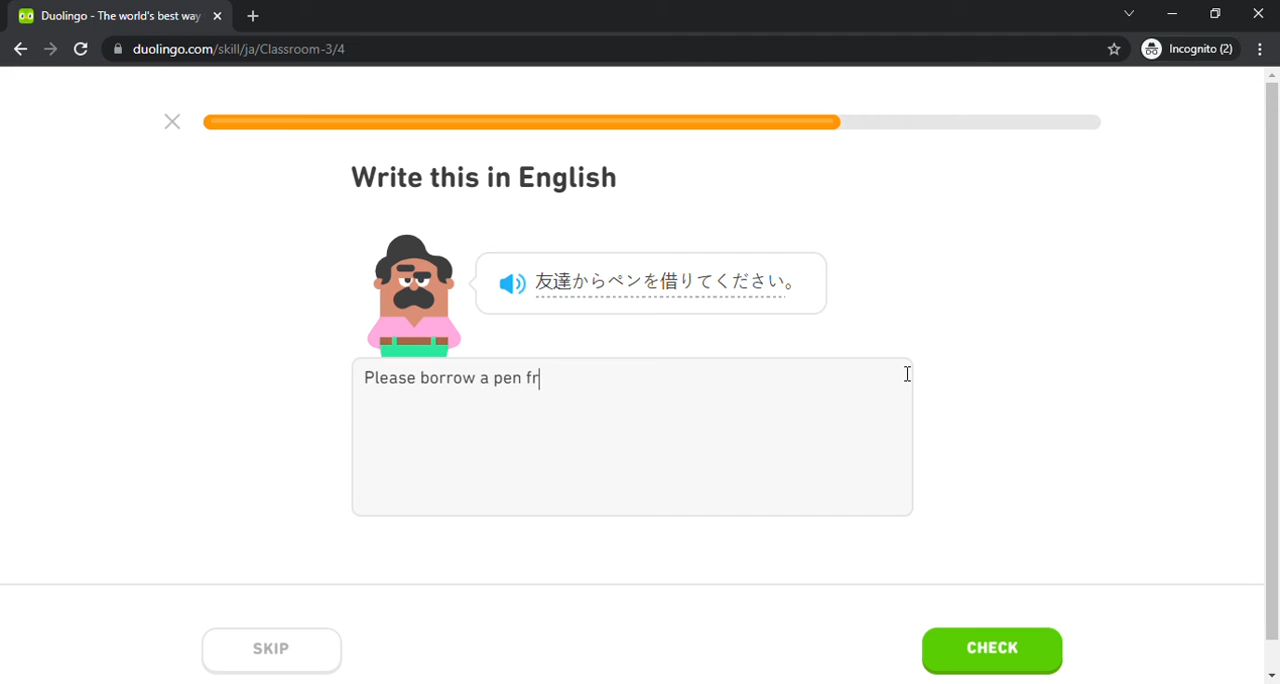 Duolingo - The world's best way
duolingo.com/skill/ja/Classroom-3/4
Incognito (2)
Write this in English
友達からペンを借りてください。
Please borrow a pen fr
SKIP
CHECK